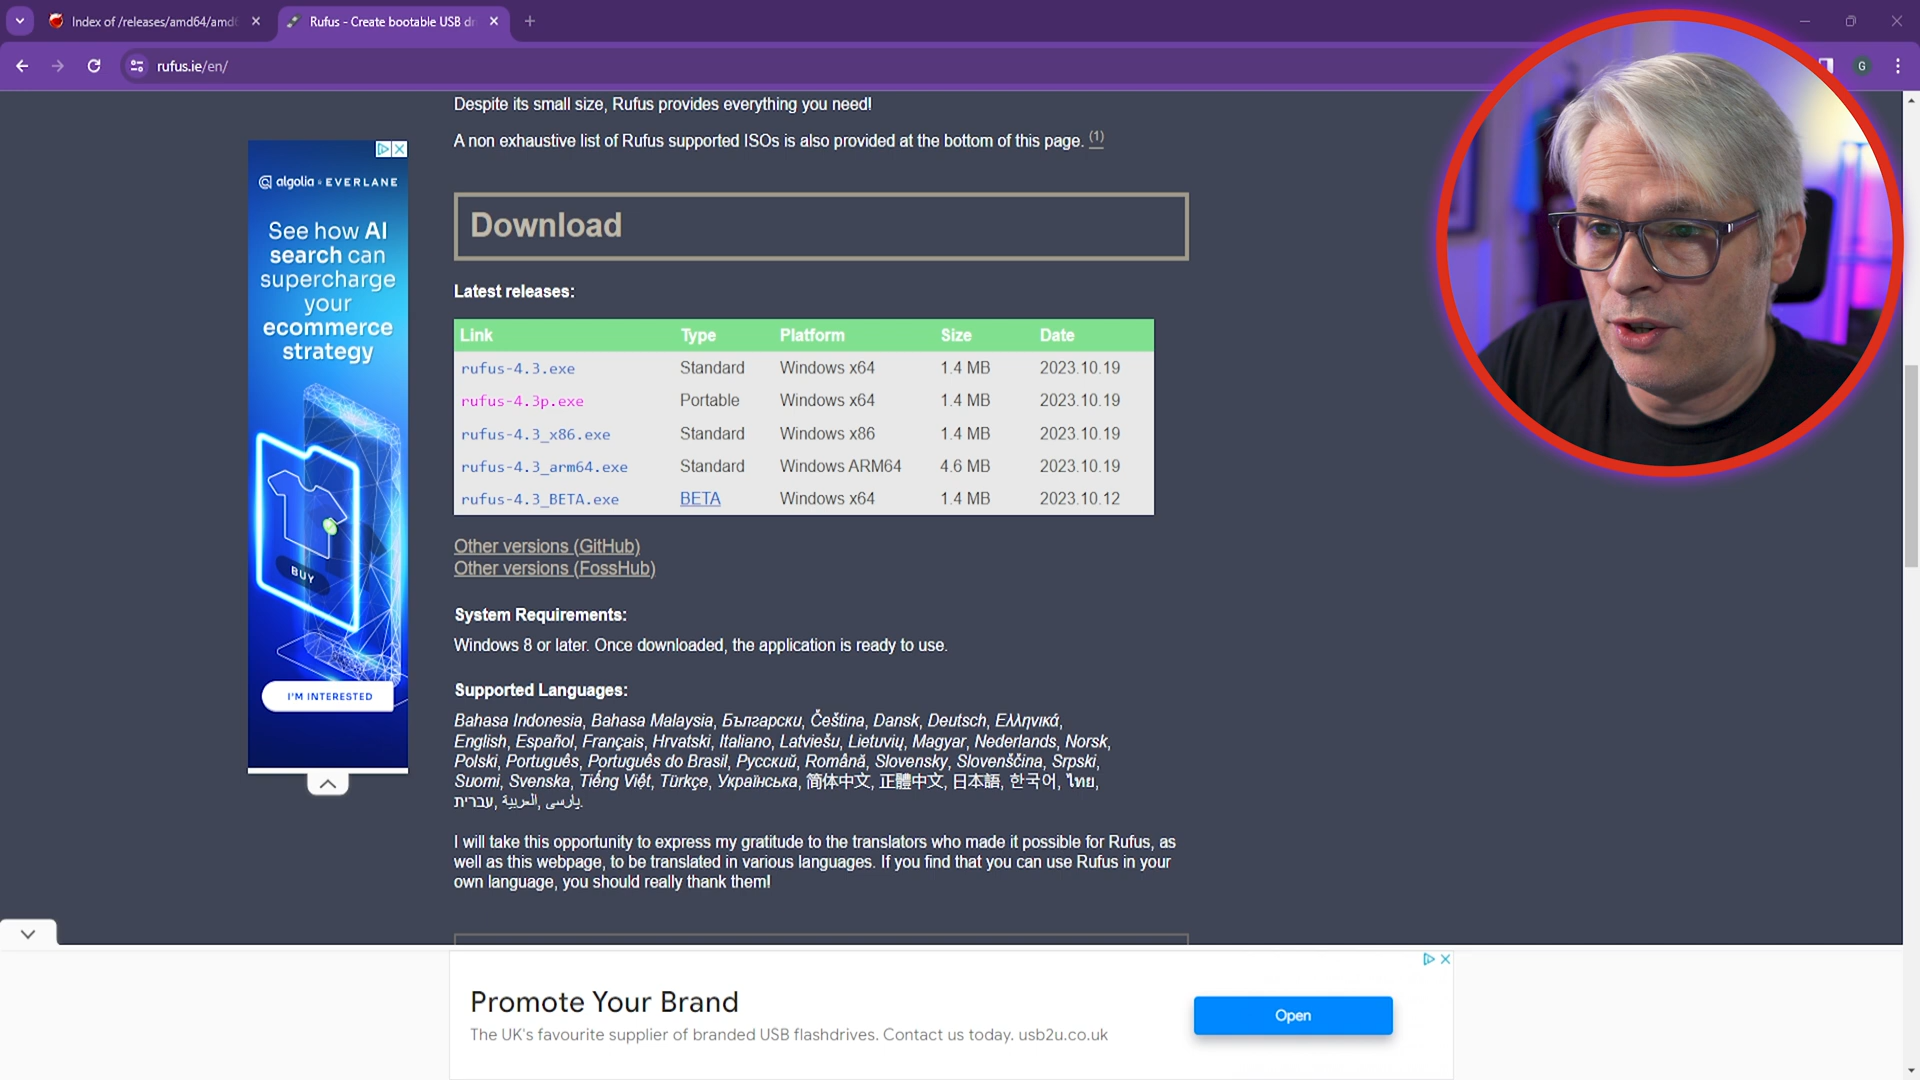 Index of /releases/amd64/amd6
Rufus - Create bootable USB dr
rufus.ie/en/
G
Despite its small size, Rufus provides everything you need!
A non exhaustive list of Rufus supported ISOs is also provided at the bottom of this page. (1)
algolia EVERLANE
See how AI
search can
supercharge
your
ecommerce
strategy
BUY
I'M INTERESTED
Download
Latest releases:
Link Type Platform Size Date
rufus-4.3.exe Standard Windows x64 1.4 MB 2023.10.19
rufus-4.3p.exe Portable Windows x64 1.4 MB 2023.10.19
rufus-4.3_x86.exe Standard Windows x86 1.4 MB 2023.10.19
rufus-4.3_arm64.exe Standard Windows ARM64 4.6 MB 2023.10.19
rufus-4.3_BETA.exe BETA Windows x64 1.4 MB 2023.10.12
Other versions (GitHub)
Other versions (FossHub)
System Requirements:
Windows 8 or later. Once downloaded, the application is ready to use.
Supported Languages:
Bahasa Indonesia, Bahasa Malaysia, Български, Čeština, Dansk, Deutsch, Ελληνικά,
English, Español, Français, Hrvatski, Italiano, Latviešu, Lietuvių, Magyar, Nederlands, Norsk,
Polski, Português, Português do Brasil, Русский, Română, Slovensky, Slovenščina, Srpski,
Suomi, Svenska, Tiếng Việt, Türkçe, Українська, 简体中文, 正體中文, 日本語, 한국어, ไทย,
עברית, العربية, پارسی.
I will take this opportunity to express my gratitude to the translators who made it possible for Rufus, as
well as this webpage, to be translated in various languages. If you find that you can use Rufus in your
own language, you should really thank them!
Promote Your Brand
The UK's favourite supplier of branded USB flashdrives. Contact us today. usb2u.co.uk
Open